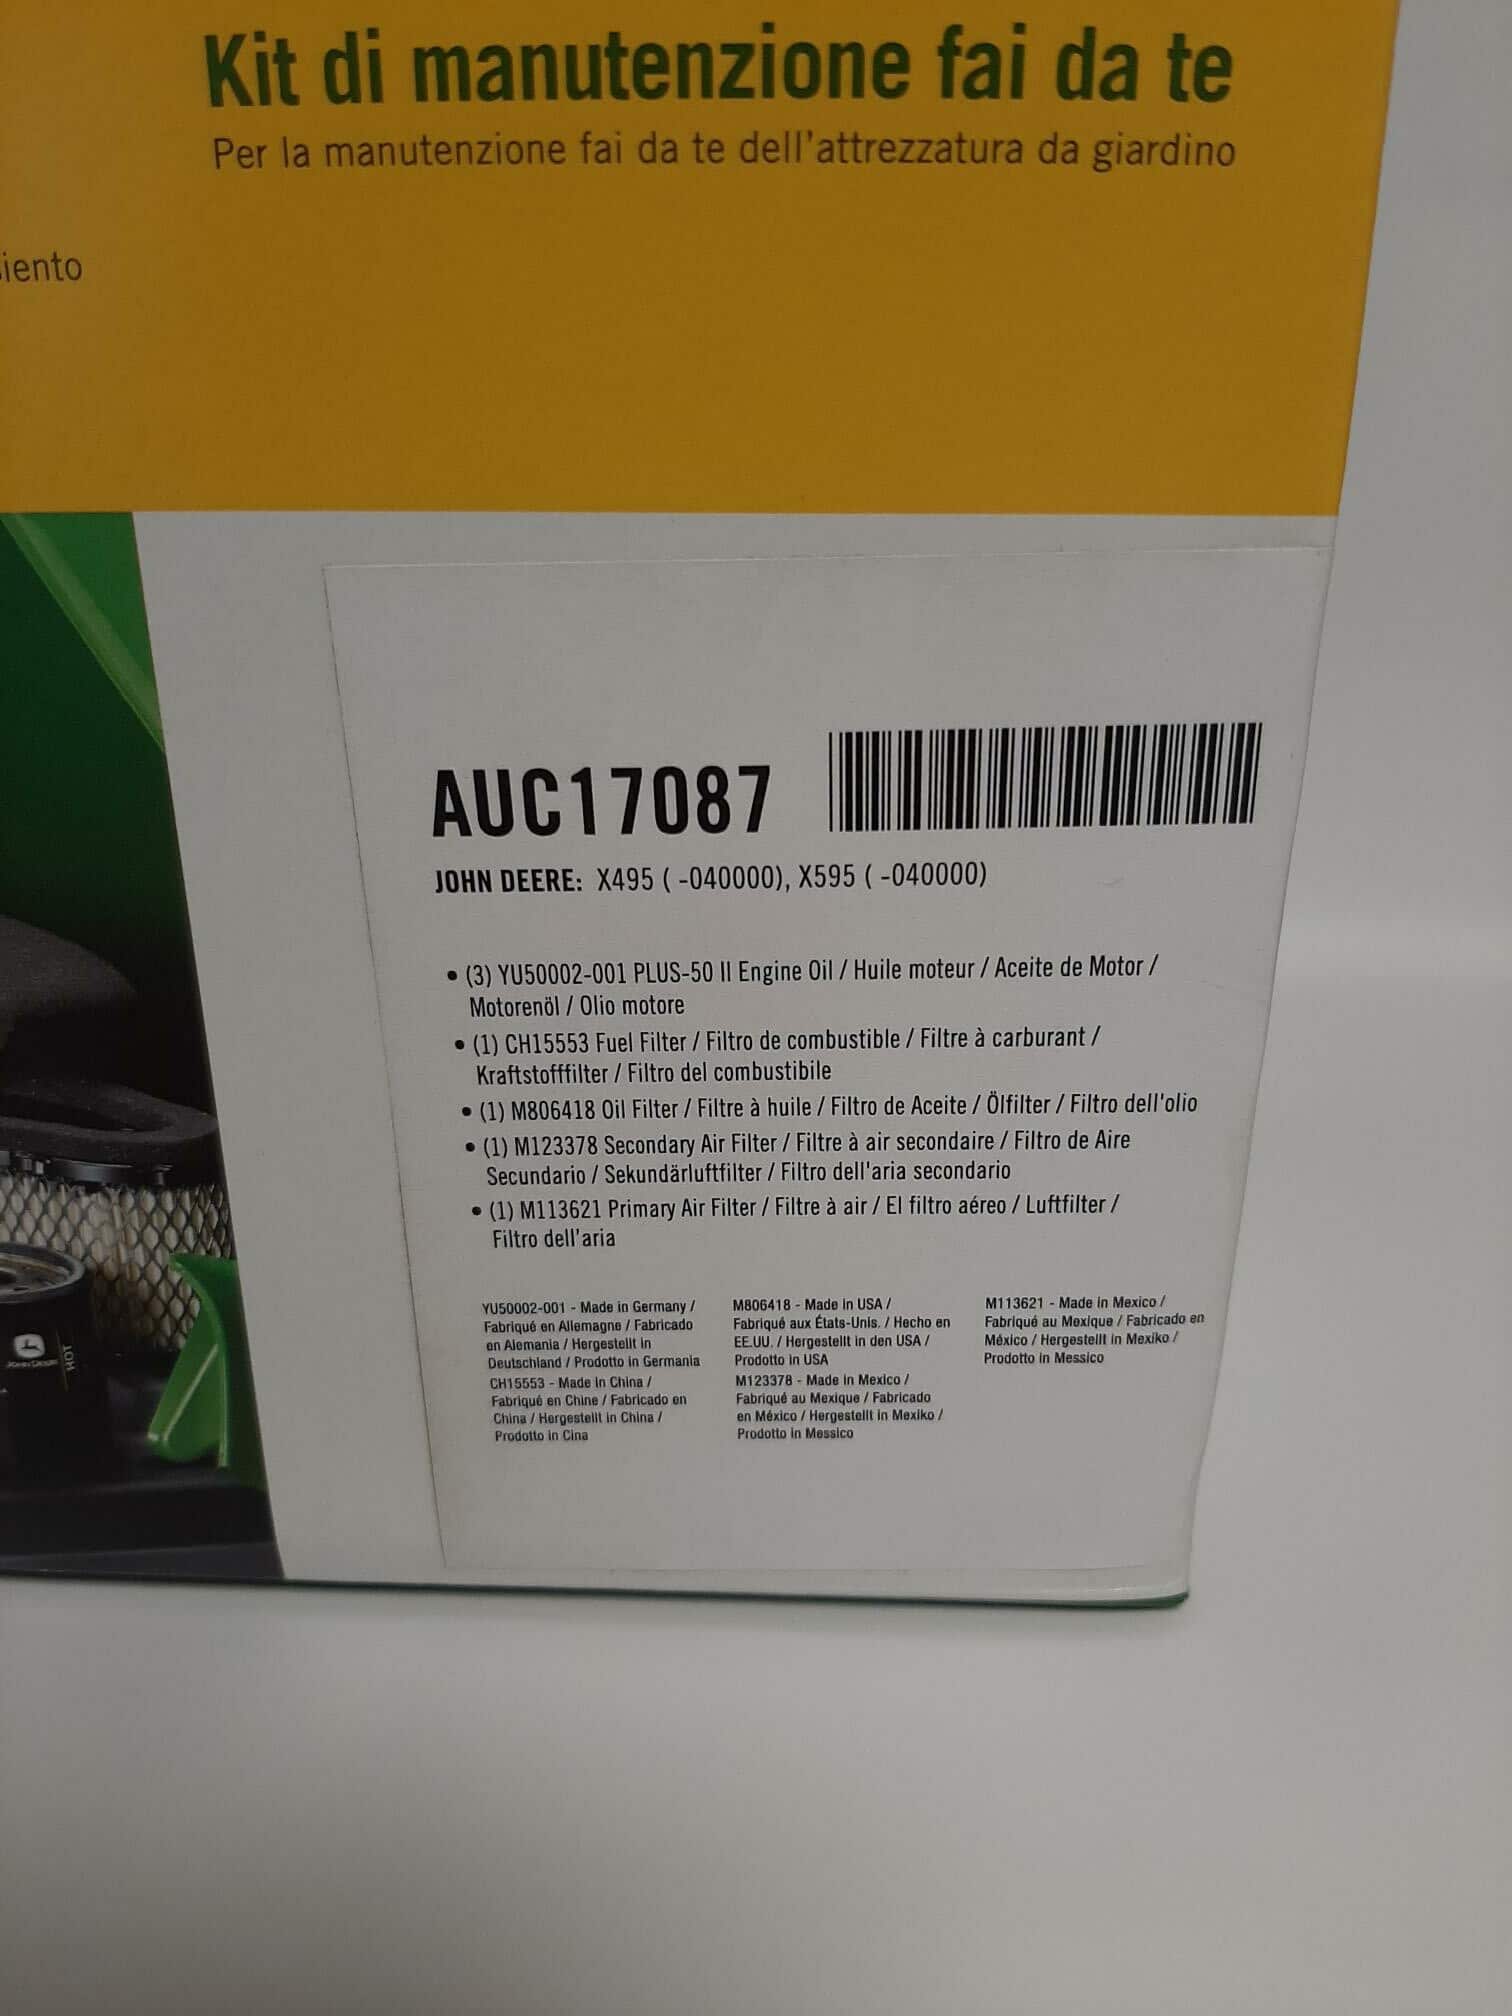 Kit di manutenzione fai da te
Per la manutenzione fai da te dell'attrezzatura da giardino
iento
AUC17087
JOHN DEERE: X495 ( -040000), X595 ( -040000)
• (3) YU50002-001 PLUS-50 II Engine Oil / Huile moteur / Aceite de Motor /
Motorenöl / Olio motore
• (1) CH15553 Fuel Filter / Filtro de combustible / Filtre à carburant /
Kraftstofffilter / Filtro del combustibile
• (1) M806418 Oil Filter / Filtre à huile / Filtro de Aceite / Ölfilter / Filtro dell'olio
• (1) M123378 Secondary Air Filter / Filtre à air secondaire / Filtro de Aire
Secundario / Sekundärluftfilter / Filtro dell'aria secondario
• (1) M113621 Primary Air Filter / Filtre à air / El filtro aéreo / Luftfilter /
Filtro dell'aria
YU50002-001 - Made in Germany /
Fabriqué en Allemagne / Fabricado
en Alemania / Hergestellt in
Deutschland / Prodotto in Germania
CH15553 - Made in China /
Fabriqué en Chine / Fabricado en
China / Hergestellt in China /
Prodotto in Cina
M806418 - Made in USA /
Fabriqué aux États-Unis. / Hecho en
EE.UU. / Hergestellt in den USA /
Prodotto in USA
M123378 - Made in Mexico /
Fabriqué au Mexique / Fabricado
en México / Hergestellt in Mexiko /
Prodotto in Messico
M113621 - Made in Mexico /
Fabriqué au Mexique / Fabricado en
México / Hergestellt in Mexiko /
Prodotto in Messico
JOHN DEERE
HOT